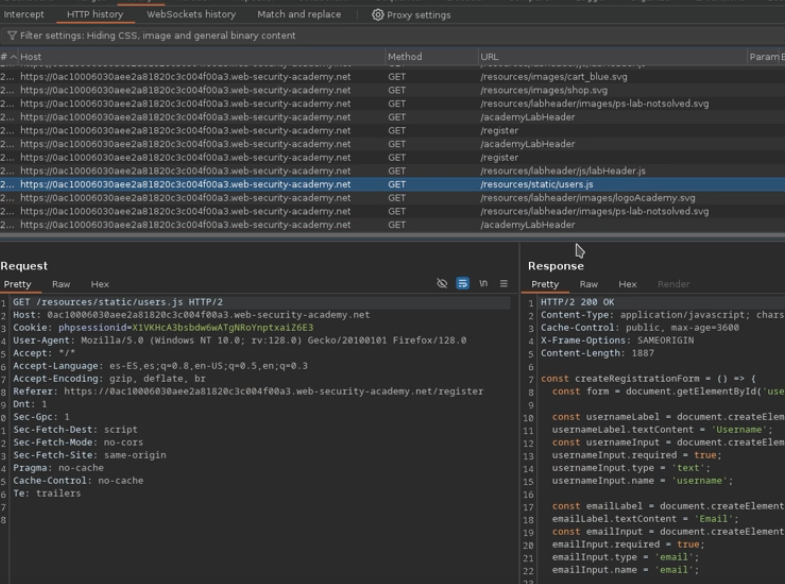 Intercept HTTP history WebSockets history Match and replace Proxy settings
Filter settings: Hiding CSS, image and general binary content
# Host Method URL Param
2... https://0ac10006030aee2a81820c3c004f00a3.web-security-academy.net GET /resources/images/cart_blue.svg
2... https://0ac10006030aee2a81820c3c004f00a3.web-security-academy.net GET /resources/images/shop.svg
2... https://0ac10006030aee2a81820c3c004f00a3.web-security-academy.net GET /resources/labheader/images/ps-lab-notsolved.svg
2... https://0ac10006030aee2a81820c3c004f00a3.web-security-academy.net GET /academyLabHeader
2... https://0ac10006030aee2a81820c3c004f00a3.web-security-academy.net GET /register
2... https://0ac10006030aee2a81820c3c004f00a3.web-security-academy.net GET /academyLabHeader
2... https://0ac10006030aee2a81820c3c004f00a3.web-security-academy.net GET /register
2... https://0ac10006030aee2a81820c3c004f00a3.web-security-academy.net GET /resources/labheader/js/labHeader.js
2... https://0ac10006030aee2a81820c3c004f00a3.web-security-academy.net GET /resources/static/users.js
2... https://0ac10006030aee2a81820c3c004f00a3.web-security-academy.net GET /resources/labheader/images/logoAcademy.svg
2... https://0ac10006030aee2a81820c3c004f00a3.web-security-academy.net GET /resources/labheader/images/ps-lab-notsolved.svg
2... https://0ac10006030aee2a81820c3c004f00a3.web-security-academy.net GET /academyLabHeader
Request
Pretty Raw Hex \n
1 GET /resources/static/users.js HTTP/2
2 Host: 0ac10006030aee2a81820c3c004f00a3.web-security-academy.net
3 Cookie: phpsessionid=X1VKHcA3bsbdw6wATgNRoYnptxaiZ6E3
4 User-Agent: Mozilla/5.0 (Windows NT 10.0; rv:128.0) Gecko/20100101 Firefox/128.0
5 Accept: */*
6 Accept-Language: es-ES,es;q=0.8,en-US;q=0.5,en;q=0.3
7 Accept-Encoding: gzip, deflate, br
8 Referer: https://0ac10006030aee2a81820c3c004f00a3.web-security-academy.net/register
9 Dnt: 1
0 Sec-Gpc: 1
1 Sec-Fetch-Dest: script
2 Sec-Fetch-Mode: no-cors
3 Sec-Fetch-Site: same-origin
4 Pragma: no-cache
5 Cache-Control: no-cache
6 Te: trailers
7
8
Response
Pretty Raw Hex Render
1 HTTP/2 200 OK
2 Content-Type: application/javascript; chars
3 Cache-Control: public, max-age=3600
4 X-Frame-Options: SAMEORIGIN
5 Content-Length: 1887
6
7 const createRegistrationForm = () => {
8 const form = document.getElementById('use
9
10 const usernameLabel = document.createElem
11 usernameLabel.textContent = 'Username';
12 const usernameInput = document.createElem
13 usernameInput.required = true;
14 usernameInput.type = 'text';
15 usernameInput.name = 'username';
16
17 const emailLabel = document.createElement
18 emailLabel.textContent = 'Email';
19 const emailInput = document.createElement
20 emailInput.required = true;
21 emailInput.type = 'email';
22 emailInput.name = 'email';